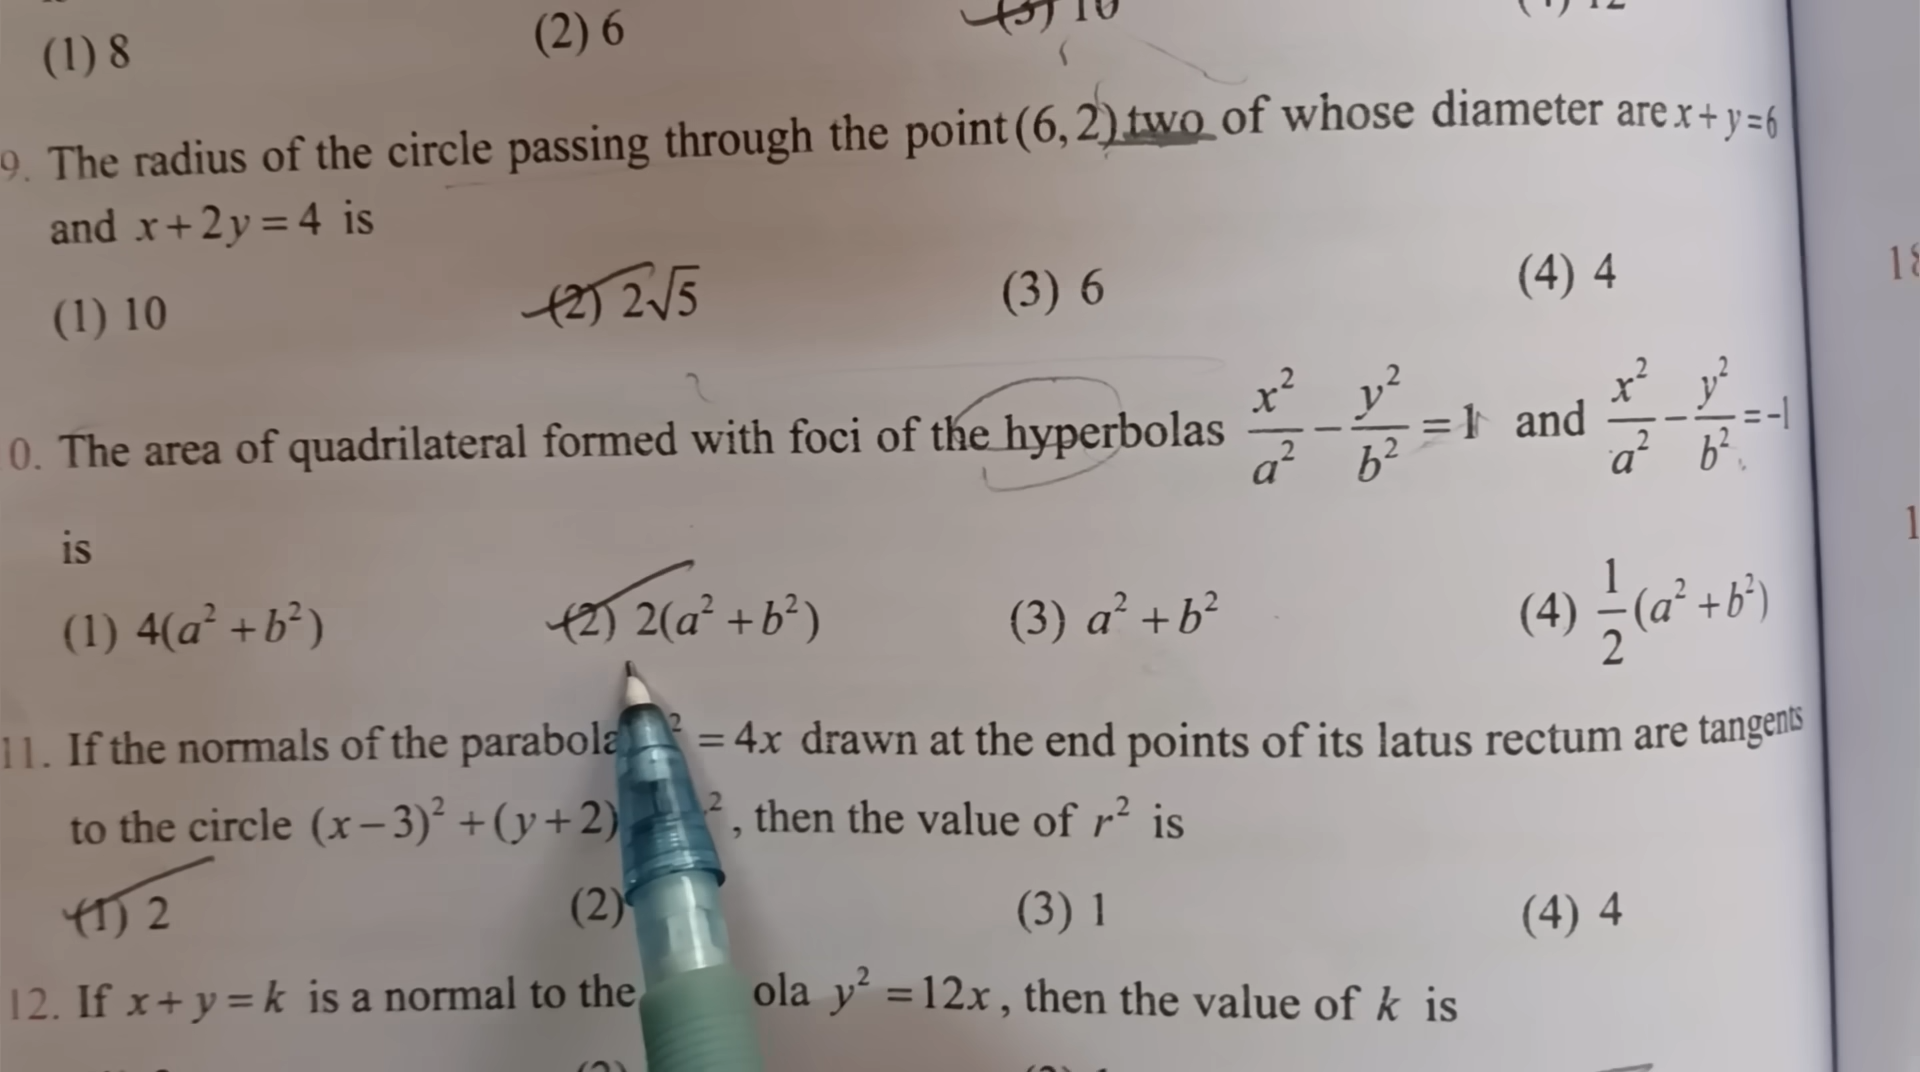 (1) 8 (2) 6 (3) 10
9. The radius of the circle passing through the point (6, 2) two of whose diameter are x + y = 6
and x + 2y = 4 is
(1) 10 (2) 2√5 (3) 6 (4) 4
0. The area of quadrilateral formed with foci of the hyperbolas x²/a² − y²/b² = 1 and x²/a² − y²/b² = −1
is
(1) 4(a² + b²) (2) 2(a² + b²) (3) a² + b² (4) 1/2 (a² + b²)
11. If the normals of the parabola ² = 4x drawn at the end points of its latus rectum are tangents
to the circle (x − 3)² + (y + 2) ², then the value of r² is
(1) 2 (2) (3) 1 (4) 4
12. If x + y = k is a normal to the ola y² = 12x, then the value of k is